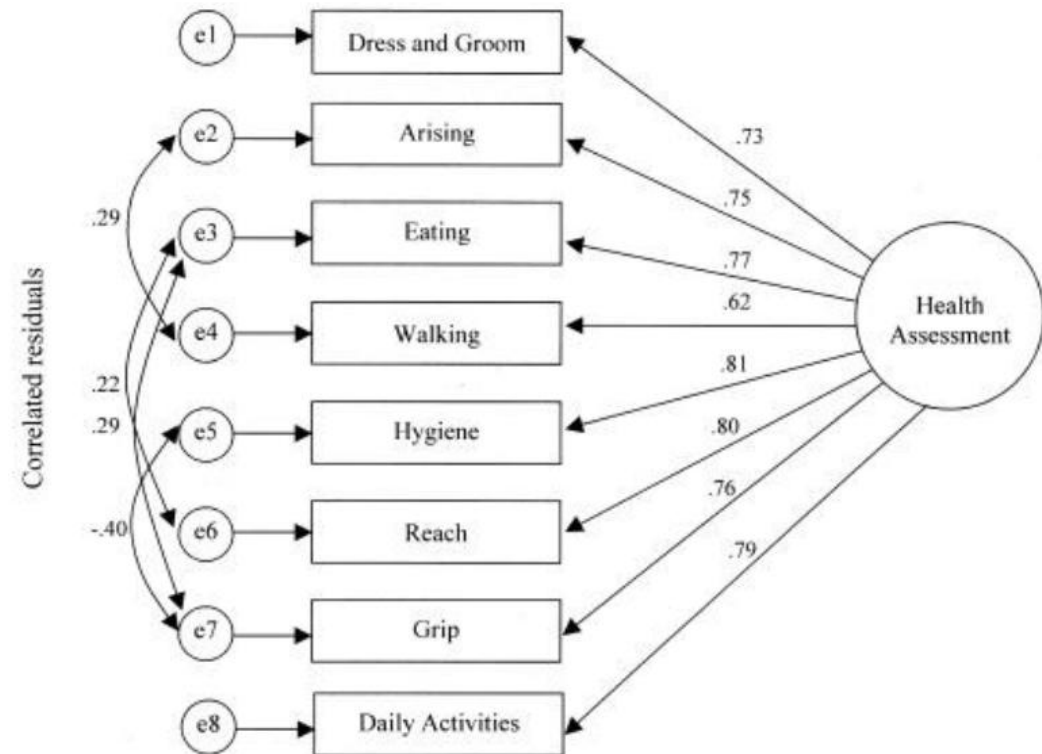 e1
Dress and Groom
.73
e2
Arising
.75
.29
e3
Eating
.77
Health
Assessment
Correlated residuals
e4
Walking
.62
.22
.29
e5
Hygiene
.81
-.40
e6
Reach
.80
e7
Grip
.76
e8
Daily Activities
.79